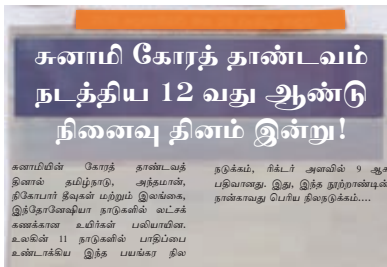 சுனாமி கோரத் தாண்டவம்
நடத்திய 12 வது ஆண்டு
நினைவு தினம் இன்று!
சுனாமியின் கோரத் தாண்டவத்
தினால் தமிழ்நாடு, அந்தமான்,
நிகோபார் தீவுகள் மற்றும் இலங்கை,
இந்தோனேஷியா நாடுகளில் லட்சக்
கணக்கான உயிர்கள் பலியாயின.
உலகின் 11 நாடுகளில் பாதிப்பை
உண்டாக்கிய இந்த பயங்கர நில
நடுக்கம், ரிக்டர் அளவில் 9 ஆக
பதிவானது. இது, இந்த நூற்றாண்டின்
நான்காவது பெரிய நிலநடுக்கம்....